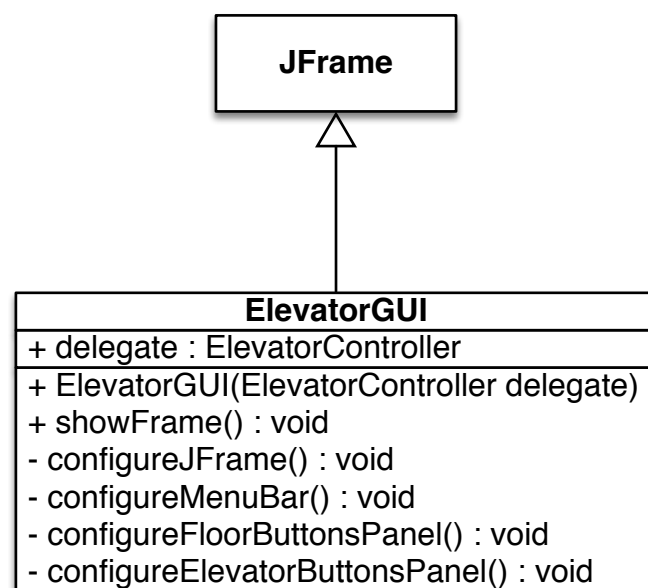 JFrame
ElevatorGUI
+ delegate : ElevatorController
+ ElevatorGUI(ElevatorController delegate)
+ showFrame() : void
- configureJFrame() : void
- configureMenuBar() : void
- configureFloorButtonsPanel() : void
- configureElevatorButtonsPanel() : void